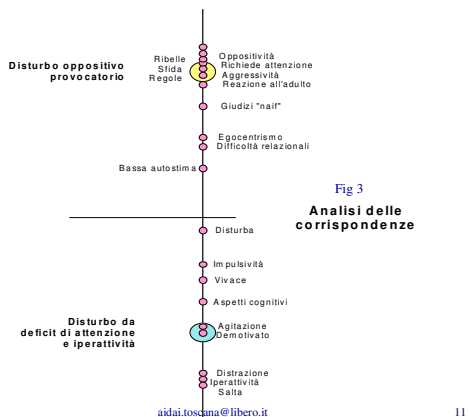 Disturbo oppositivo
provocatorio
Ribelle
Sfida
Regole
Oppositività
Richiede attenzione
Aggressività
Reazione all'adulto
Giudizi "naif"
Egocentrismo
Difficoltà relazionali
Bassa autostima
Fig 3
Analisi delle
corrispondenze
Disturba
Impulsività
Vivace
Aspetti cognitivi
Disturbo da
deficit di attenzione
e iperattività
Agitazione
Demotivato
Distrazione
Iperattività
Salta
aidai.toscana@libero.it
11